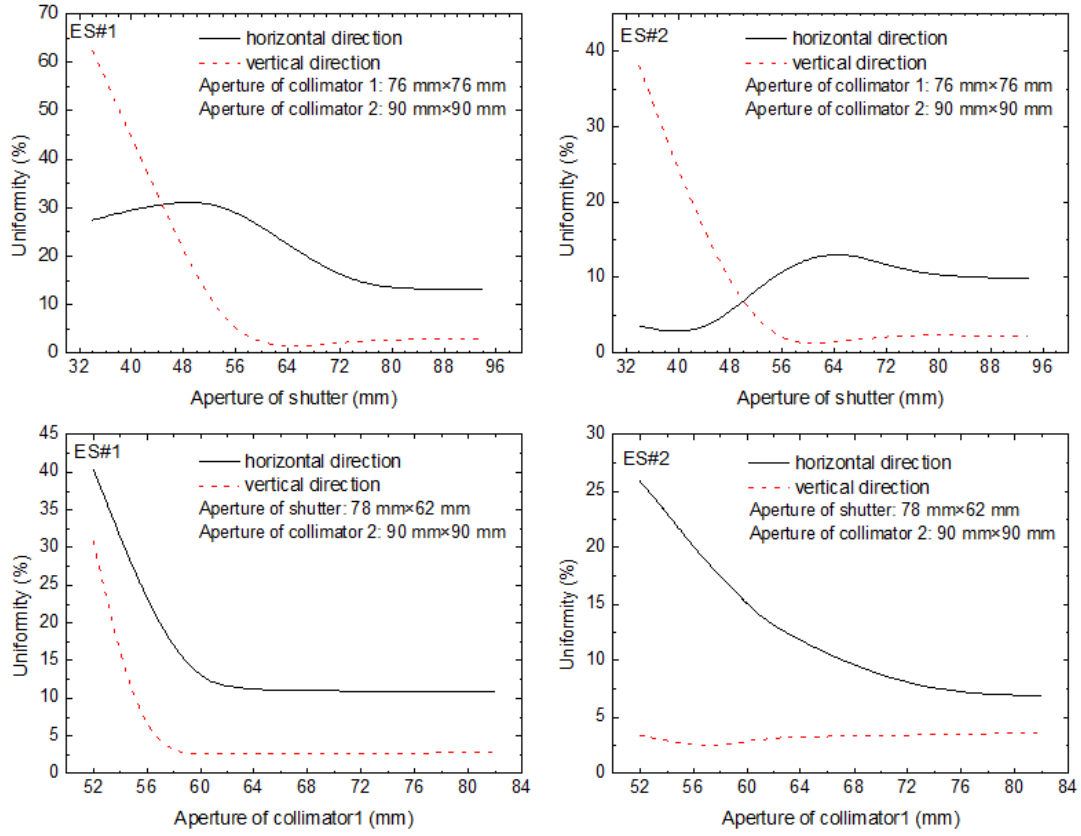 ES#1
horizontal direction
vertical direction
Aperture of collimator 1: 76 mm×76 mm
Aperture of collimator 2: 90 mm×90 mm
Uniformity (%)
70
60
50
40
30
20
10
0
32 40 48 56 64 72 80 88 96
Aperture of shutter (mm)
ES#2
horizontal direction
vertical direction
Aperture of collimator 1: 76 mm×76 mm
Aperture of collimator 2: 90 mm×90 mm
Uniformity (%)
40
30
20
10
0
32 40 48 56 64 72 80 88 96
Aperture of shutter (mm)
ES#1
horizontal direction
vertical direction
Aperture of shutter: 78 mm×62 mm
Aperture of collimator 2: 90 mm×90 mm
Uniformity (%)
45
40
35
30
25
20
15
10
5
0
52 56 60 64 68 72 76 80 84
Aperture of collimator1 (mm)
ES#2
horizontal direction
vertical direction
Aperture of shutter: 78 mm×62 mm
Aperture of collimator 2: 90 mm×90 mm
Uniformity (%)
30
25
20
15
10
5
0
52 56 60 64 68 72 76 80 84
Aperture of collimator1 (mm)